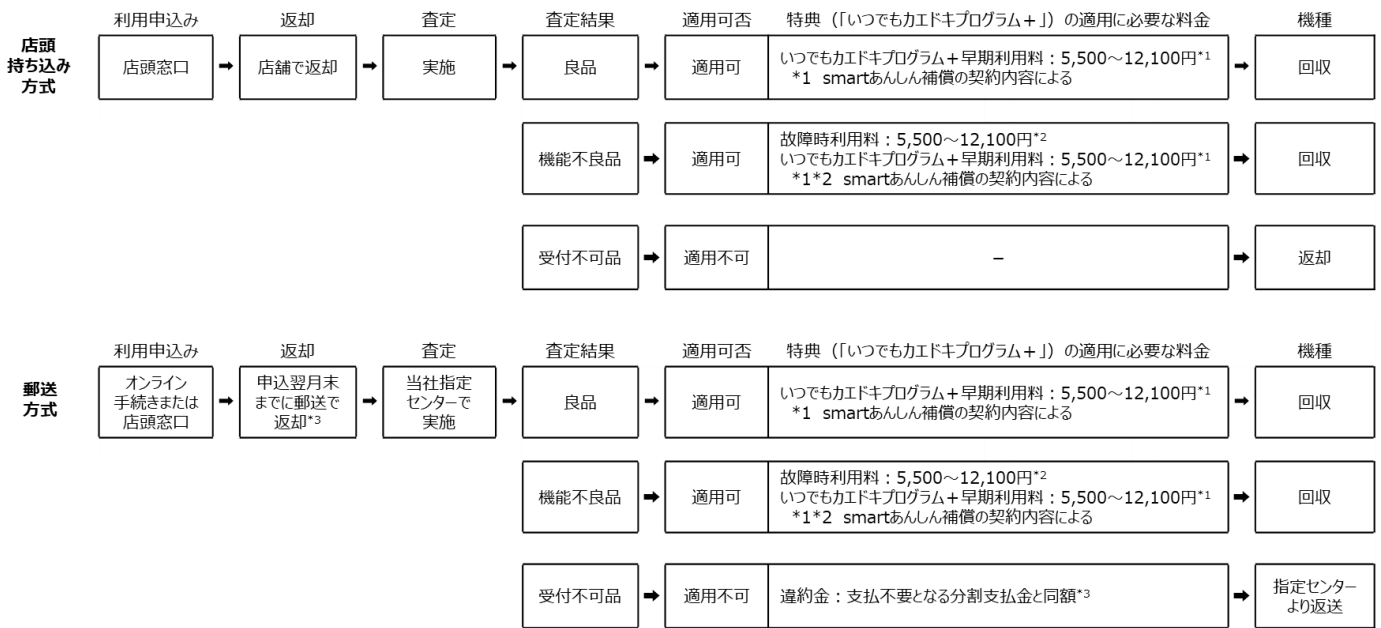 利用申込み 返却 査定 査定結果 適用可否 特典（「いつでもカエドキプログラム＋」）の適用に必要な料金 機種
店頭
持ち込み
方式
店頭窓口 ➡ 店舗で返却 ➡ 実施 ➡ 良品 ➡ 適用可
いつでもカエドキプログラム＋早期利用料：5,500～12,100円*1
*1 smartあんしん補償の契約内容による
➡ 回収
機能不良品 ➡ 適用可
故障時利用料：5,500～12,100円*2
いつでもカエドキプログラム＋早期利用料：5,500～12,100円*1
*1*2 smartあんしん補償の契約内容による
➡ 回収
受付不可品 ➡ 適用不可 － ➡ 返却
利用申込み 返却 査定 査定結果 適用可否 特典（「いつでもカエドキプログラム＋」）の適用に必要な料金 機種
郵送
方式
オンライン
手続きまたは
店頭窓口
➡
申込翌月末
までに郵送で
返却*3
➡
当社指定
センターで
実施
➡ 良品 ➡ 適用可
いつでもカエドキプログラム＋早期利用料：5,500～12,100円*1
*1 smartあんしん補償の契約内容による
➡ 回収
機能不良品 ➡ 適用可
故障時利用料：5,500～12,100円*2
いつでもカエドキプログラム＋早期利用料：5,500～12,100円*1
*1*2 smartあんしん補償の契約内容による
➡ 回収
受付不可品 ➡ 適用不可 違約金：支払不要となる分割支払金と同額*3 ➡
指定センター
より返送